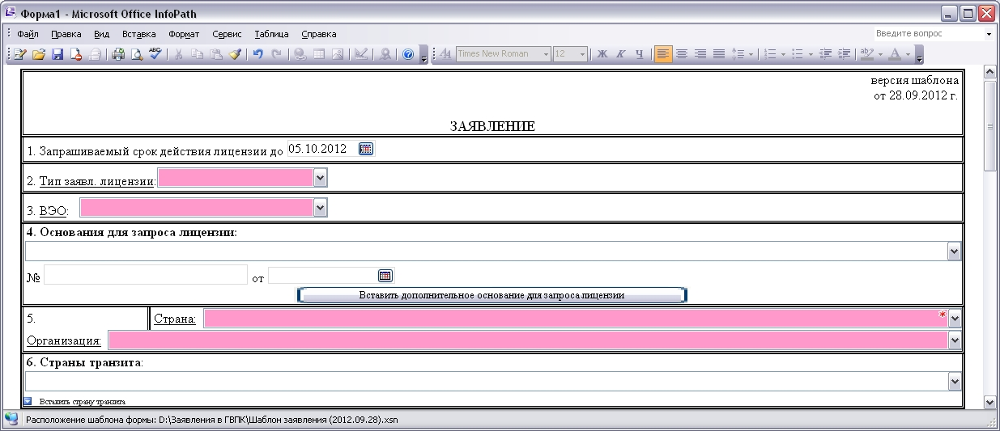 Форма1 - Microsoft Office InfoPath
Файл Правка Вид Вставка Формат Сервис Таблица Справка Введите вопрос
Times New Roman 12 Ж К Ч
версия шаблона
от 28.09.2012 г.
ЗАЯВЛЕНИЕ
1. Запрашиваемый срок действия лицензии до 05.10.2012
2. Тип заявл. лицензии:
3. ВЭО:
4. Основания для запроса лицензии:
№ от
Вставить дополнительное основание для запроса лицензии
5. Страна: *
Организация:
6. Страны транзита:
Вставить страну транзита
Расположение шаблона формы: D:\Заявления в ГВПК\Шаблон заявления (2012.09.28).xsn